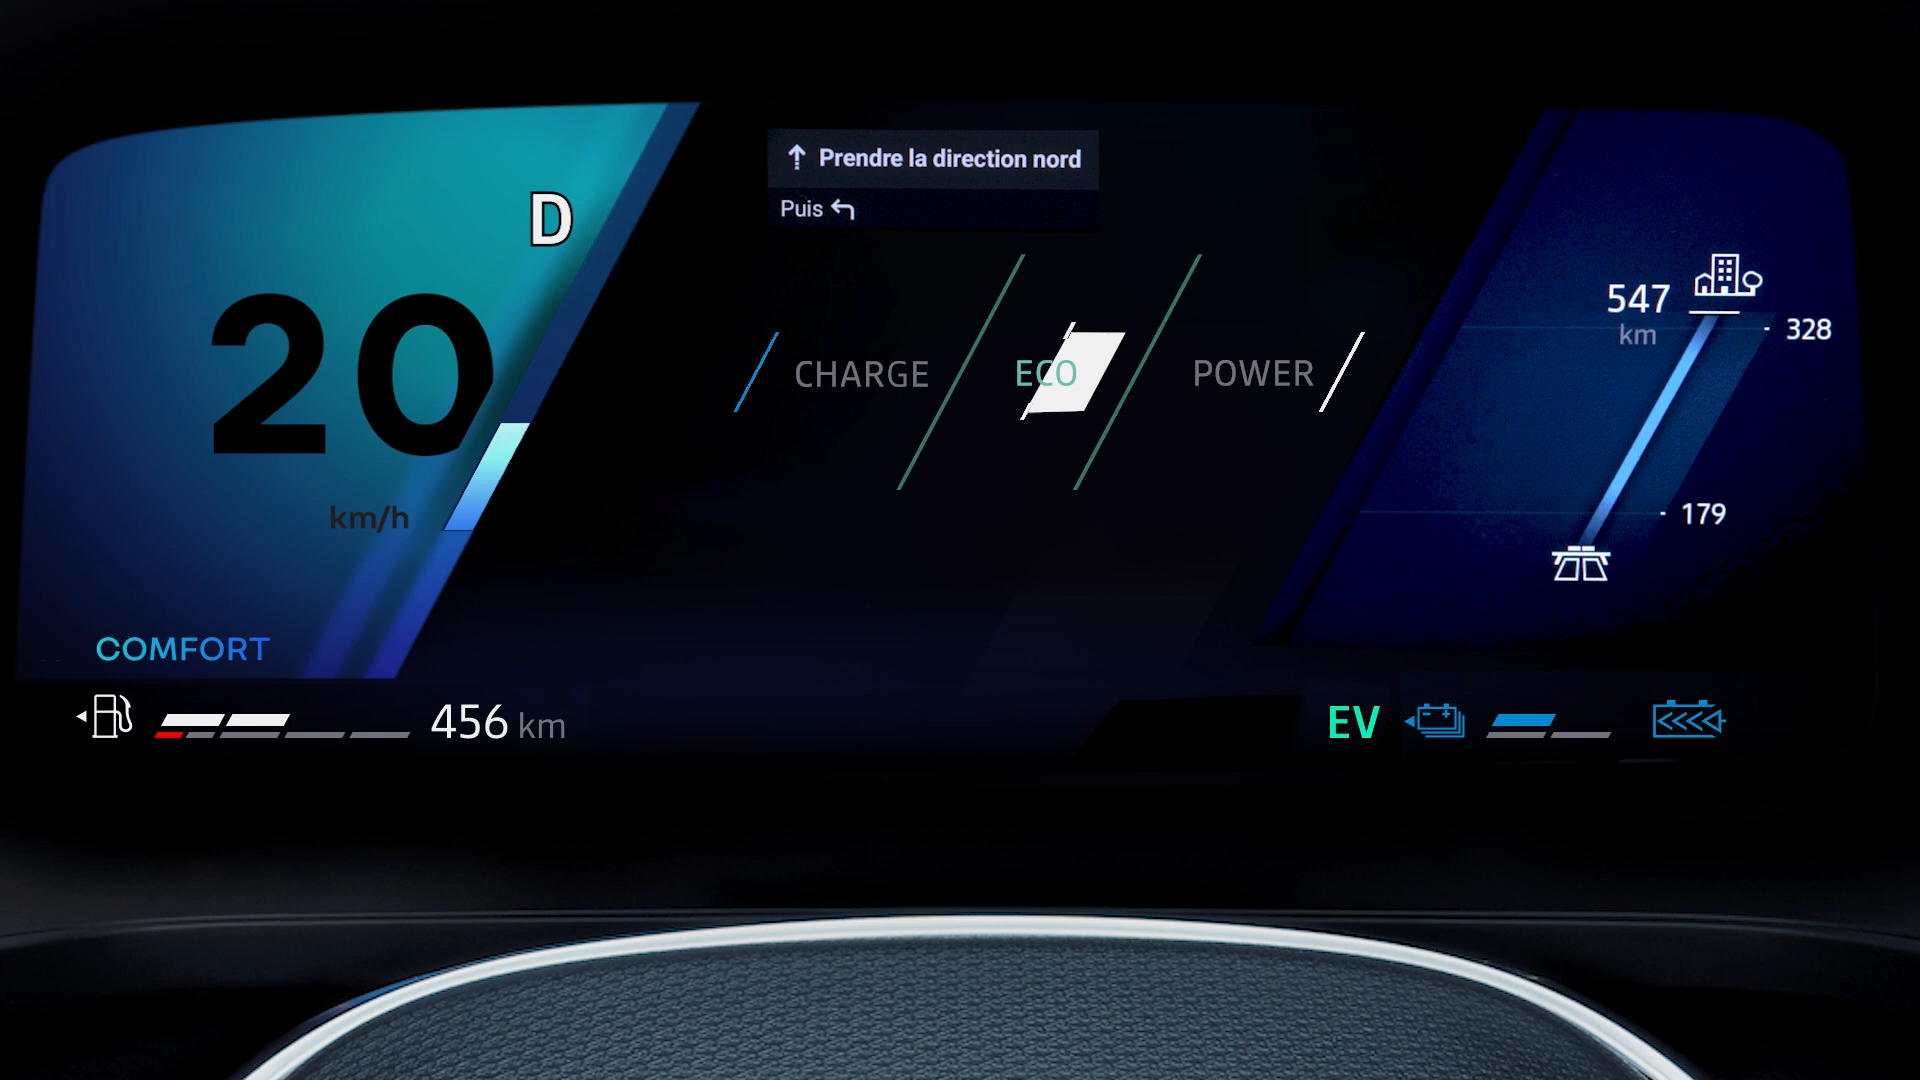 Prendre la direction nord
Puis
D
20
km/h
CHARGE
ECO
POWER
547
km
328
179
COMFORT
456 km
EV